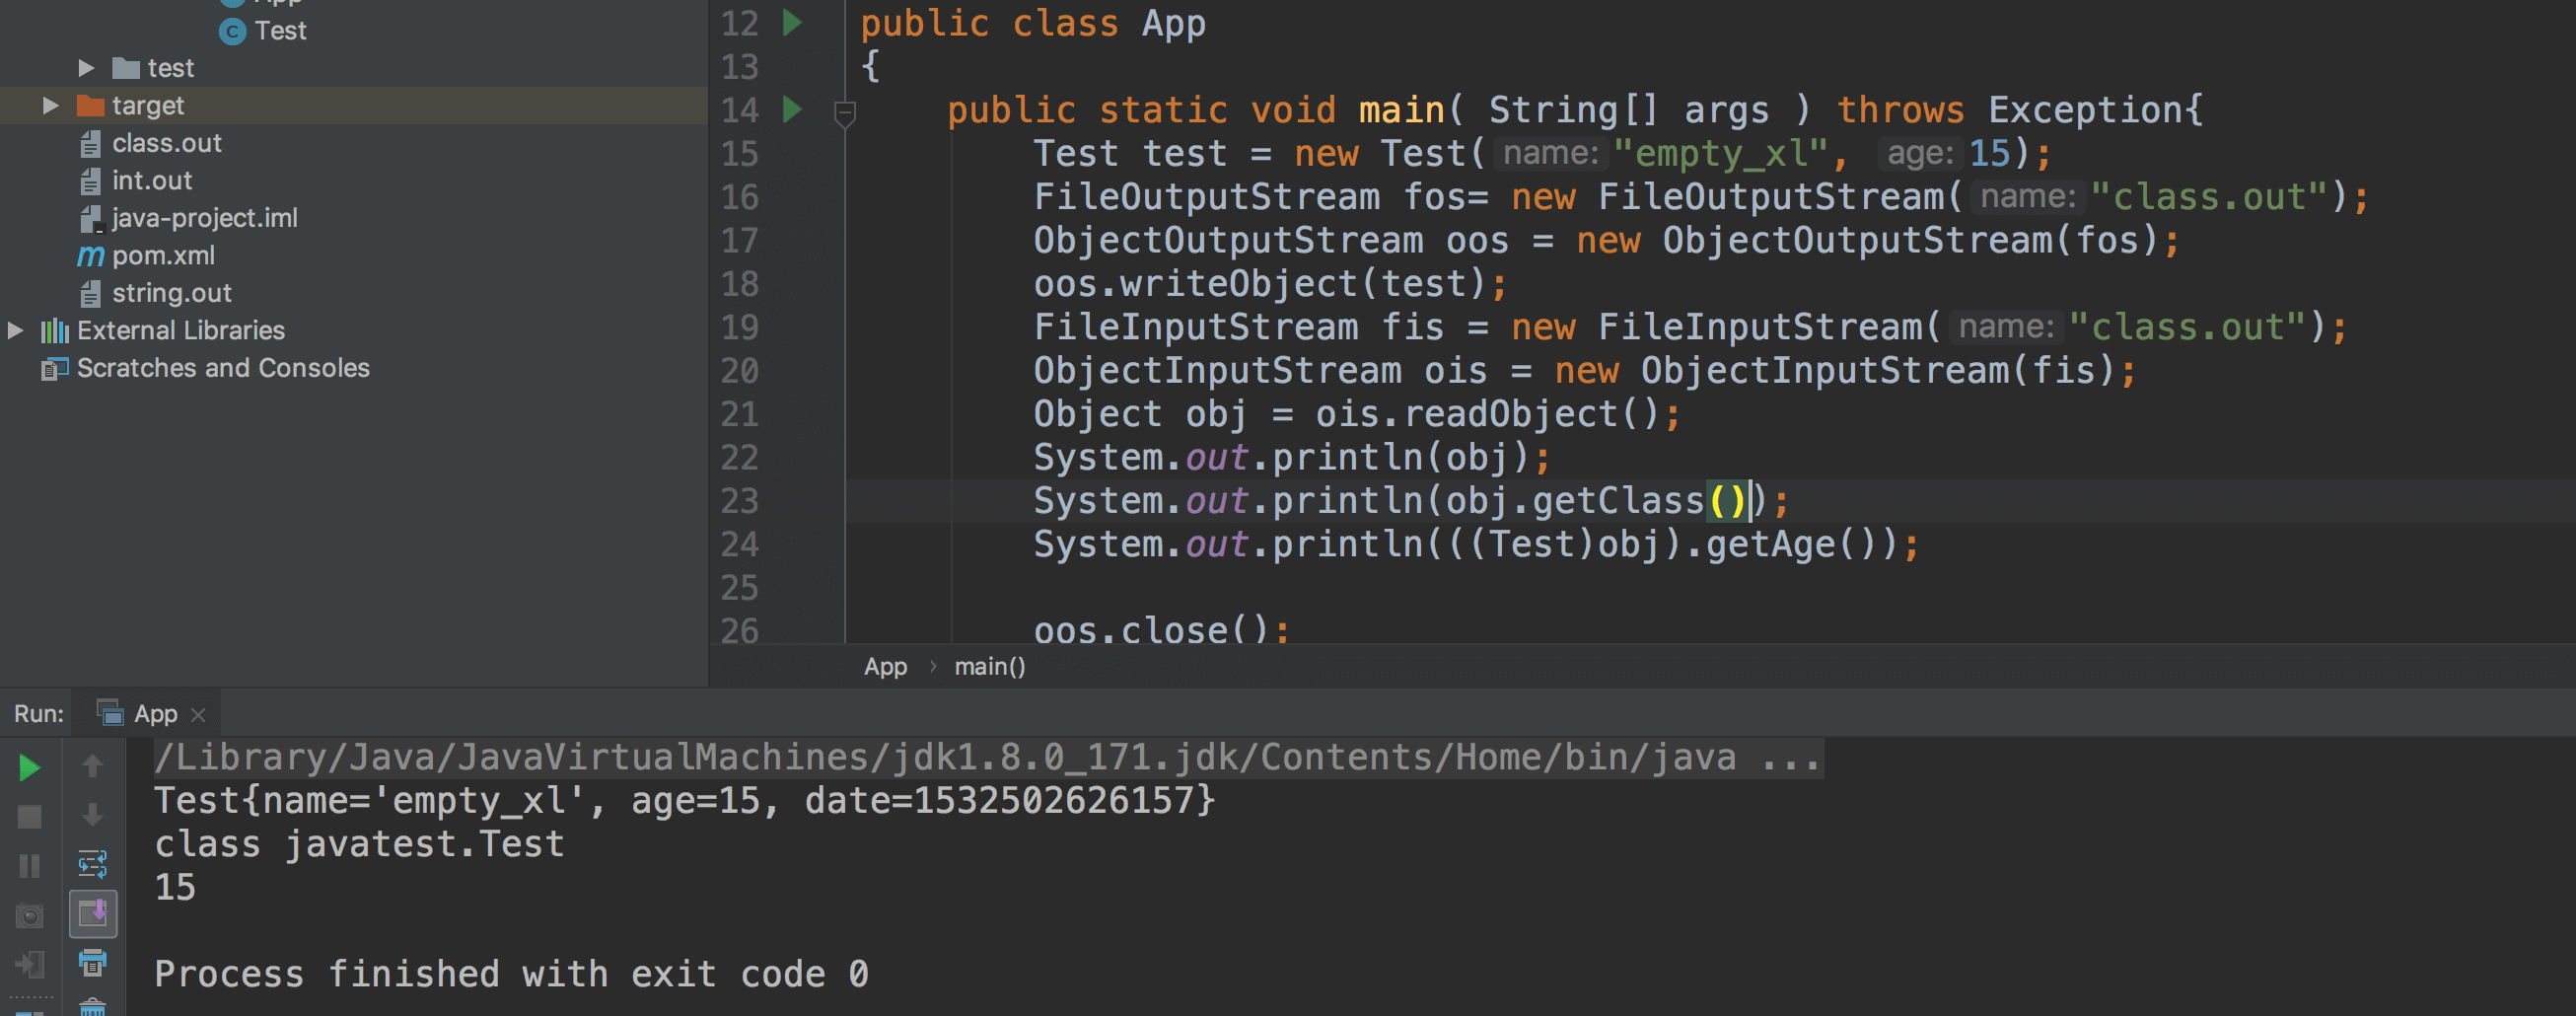 App
Test
test
target
class.out
int.out
java-project.iml
pom.xml
string.out
External Libraries
Scratches and Consoles
12 public class App
13 {
14 public static void main( String[] args ) throws Exception{
15 Test test = new Test( name: "empty_xl", age: 15);
16 FileOutputStream fos= new FileOutputStream( name: "class.out");
17 ObjectOutputStream oos = new ObjectOutputStream(fos);
18 oos.writeObject(test);
19 FileInputStream fis = new FileInputStream( name: "class.out");
20 ObjectInputStream ois = new ObjectInputStream(fis);
21 Object obj = ois.readObject();
22 System.out.println(obj);
23 System.out.println(obj.getClass());
24 System.out.println(((Test)obj).getAge());
25
26 oos.close();
App › main()
Run: App ×
/Library/Java/JavaVirtualMachines/jdk1.8.0_171.jdk/Contents/Home/bin/java ...
Test{name='empty_xl', age=15, date=1532502626157}
class javatest.Test
15
Process finished with exit code 0